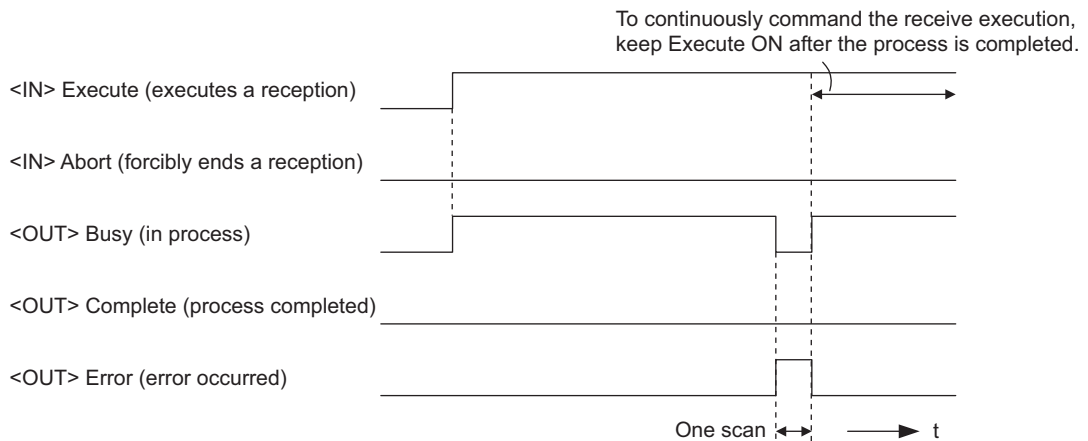 To continuously command the receive execution,
keep Execute ON after the process is completed.
<IN> Execute (executes a reception)
<IN> Abort (forcibly ends a reception)
<OUT> Busy (in process)
<OUT> Complete (process completed)
<OUT> Error (error occurred)
One scan
t